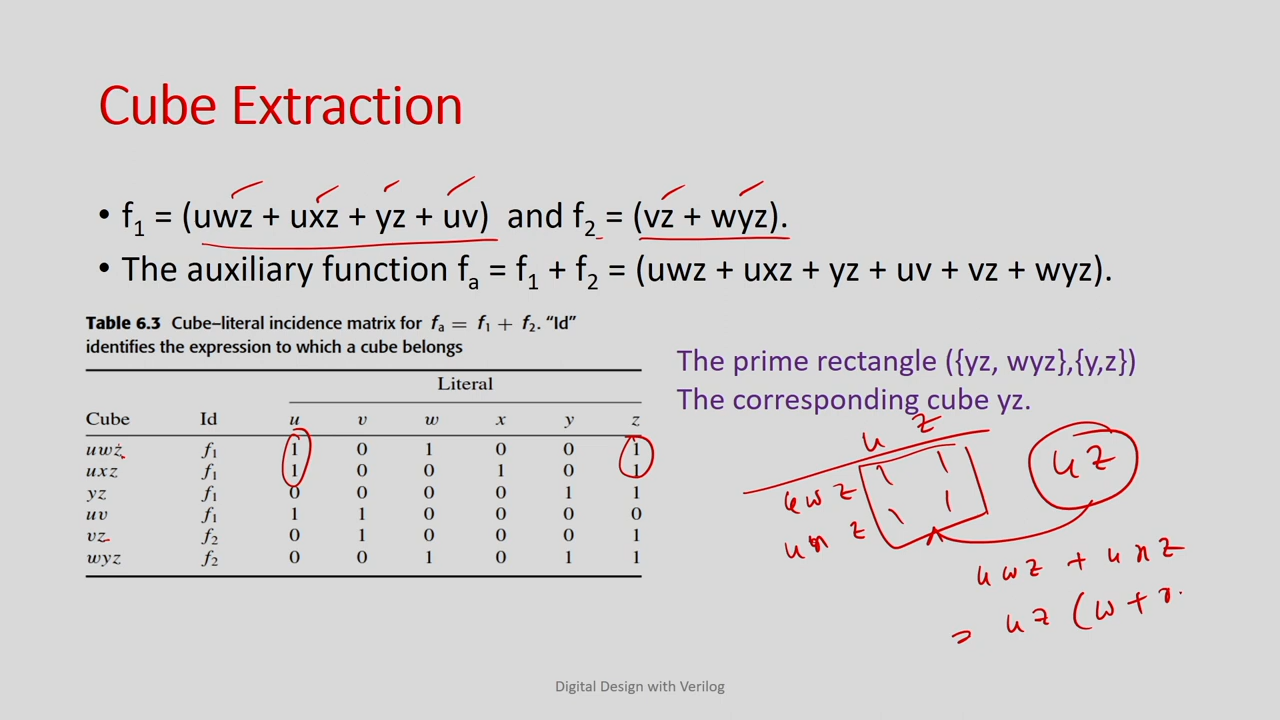 Cube Extraction
• f₁ = (uwz + uxz + yz + uv) and f₂ = (vz + wyz).
• The auxiliary function fₐ = f₁ + f₂ = (uwz + uxz + yz + uv + vz + wyz).
Table 6.3 Cube–literal incidence matrix for fₐ = f₁ + f₂. “Id”
identifies the expression to which a cube belongs
Literal
Cube Id u v w x y z
uwz f₁ 1 0 1 0 0 1
uxz f₁ 1 0 0 1 0 1
yz f₁ 0 0 0 0 1 1
uv f₁ 1 1 0 0 0 0
vz f₂ 0 1 0 0 0 1
wyz f₂ 0 0 1 0 1 1
The prime rectangle ({yz, wyz},{y,z})
The corresponding cube yz.
u z
uwz 1 1
uxz 1 1
uz
uwz + uxz
= uz (w + x
Digital Design with Verilog